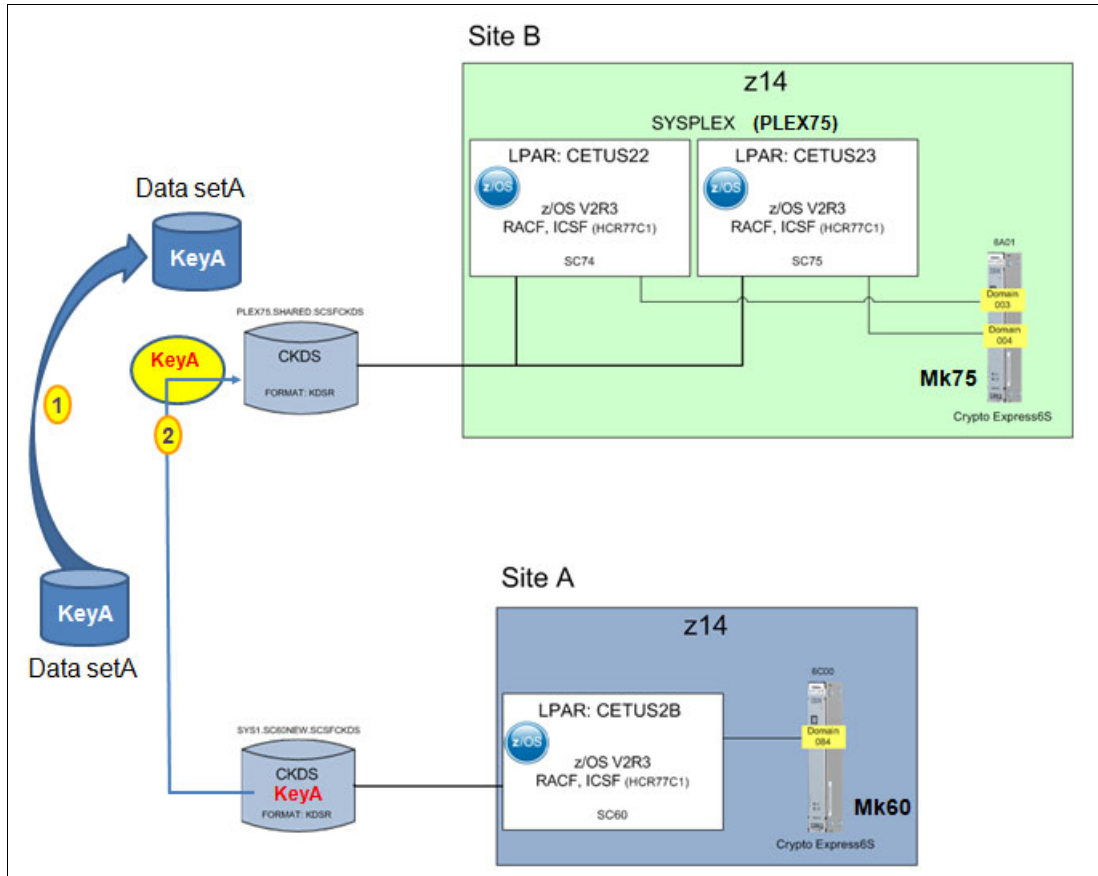 Site B
z14
SYSPLEX (PLEX75)
LPAR: CETUS22
z/OS
z/OS V2R3
RACF, ICSF (HCR77C1)
SC74
LPAR: CETUS23
z/OS
z/OS V2R3
RACF, ICSF (HCR77C1)
SC75
6A01
Domain
003
Domain
004
Mk75
Crypto Express6S
Data setA
KeyA
PLEX75.SHARED.SCSFCKDS
KeyA
CKDS
FORMAT: KDSR
1
2
KeyA
Data setA
Site A
z14
LPAR: CETUS2B
z/OS
z/OS V2R3
RACF, ICSF (HCR77C1)
SC60
6C00
Domain
084
Mk60
Crypto Express6S
SYS1.SC60NEW.SCSFCKDS
CKDS
KeyA
FORMAT: KDSR